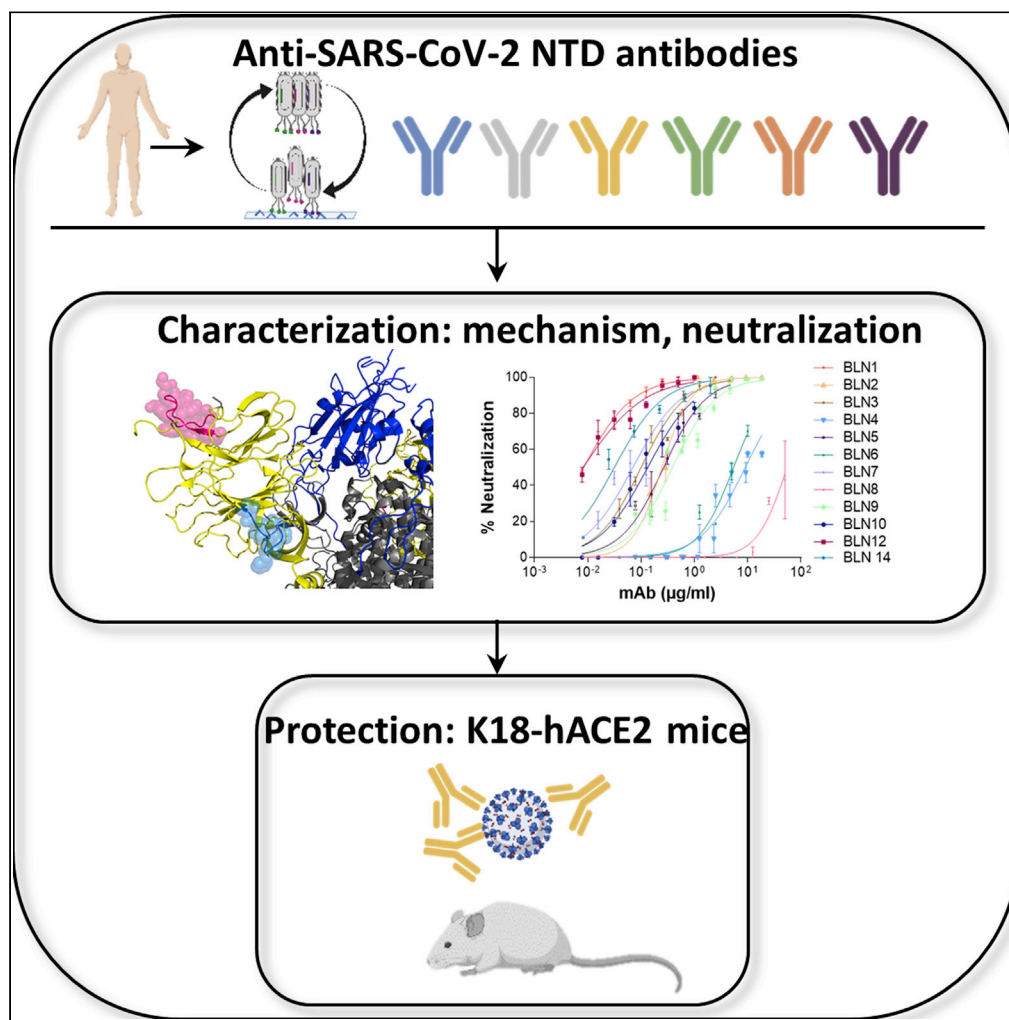 Anti-SARS-CoV-2 NTD antibodies
Characterization: mechanism, neutralization
% Neutralization
100
80
60
40
20
0
10-3
10-2
10-1
100
101
102
mAb (μg/ml)
BLN1
BLN2
BLN3
BLN4
BLN5
BLN6
BLN7
BLN8
BLN9
BLN10
BLN12
BLN 14
Protection: K18-hACE2 mice